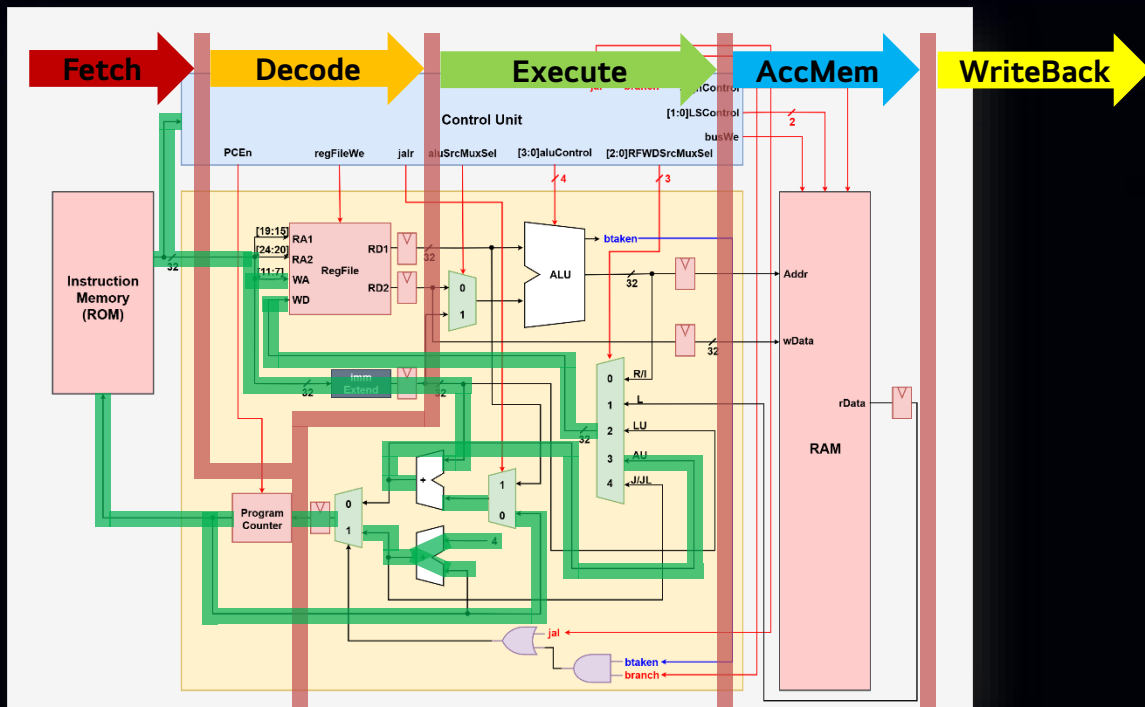 Fetch
Decode
Execute
AccMem
WriteBack
Control Unit
[1:0]LSControl
2
busWe
PCEn
regFileWe
jalr
aluSrcMuxSel
[3:0]aluControl
[2:0]RFWDSrcMuxSel
4
3
Instruction
Memory
(ROM)
32
[19:15]
[24:20]
[11:7]
RA1
RA2
WA
WD
RegFile
RD1
RD2
32
0
1
ALU
btaken
32
32
Addr
wData
rData
RAM
32
Imm
Extend
32
0
1
2
3
4
R/I
L
LU
AU
J/JL
32
Program
Counter
0
1
+
1
0
4
jal
btaken
branch